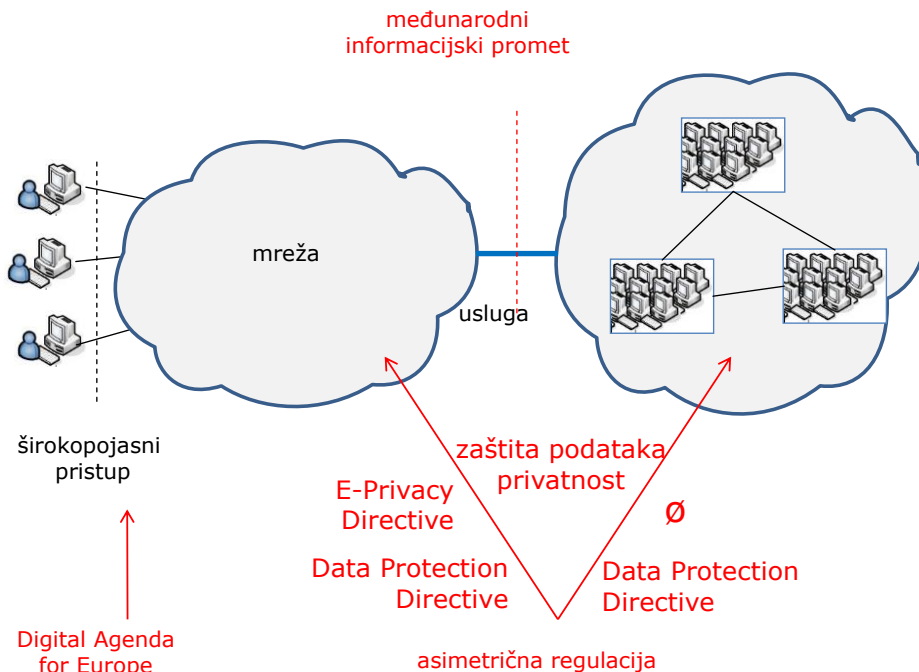 međunarodni
informacijski promet
mreža
usluga
širokopojasni
pristup
zaštita podataka
privatnost
E-Privacy
Directive
Ø
Data Protection
Directive
Data Protection
Directive
Digital Agenda
for Europe
asimetrična regulacija